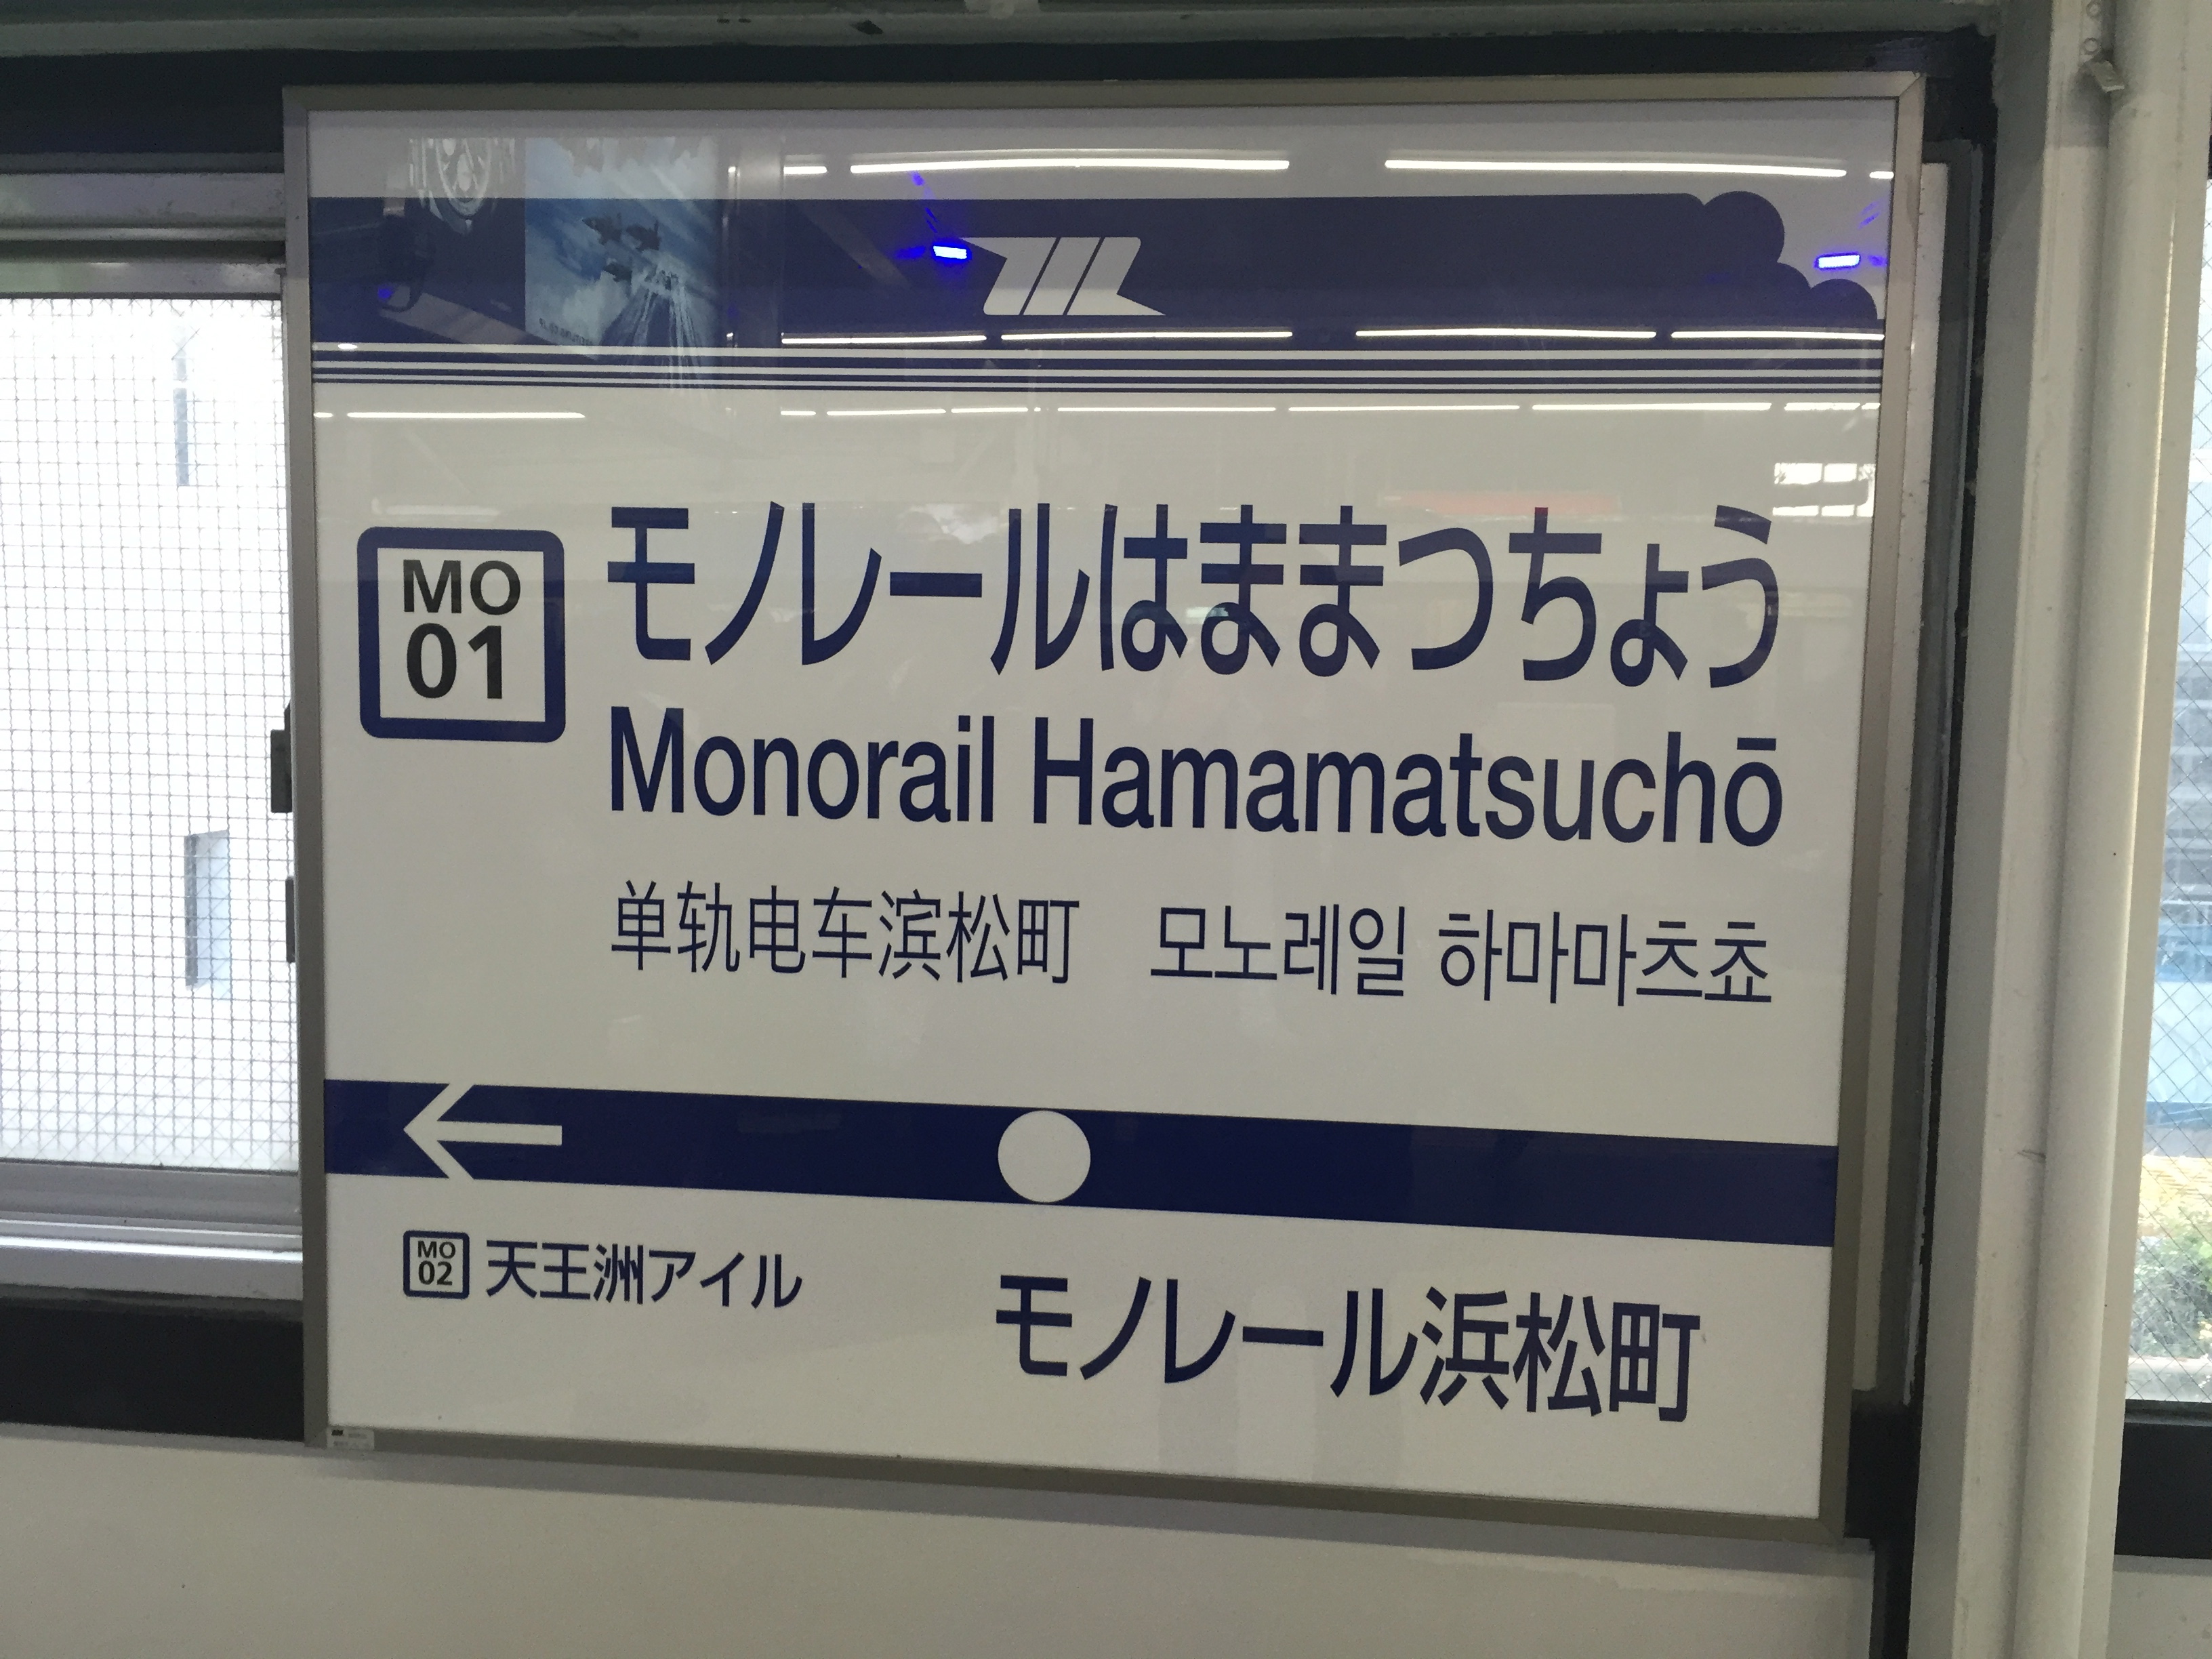 MO
01
モノレールはままつちょう
Monorail Hamamatsuchō
单轨电车滨松町 모노레일 하마마츠쵸
MO
02
天王洲アイル
モノレール浜松町